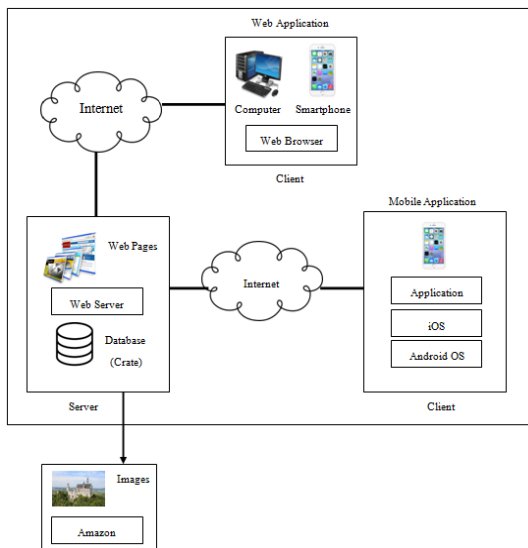 Web Application
Internet
Computer
Smartphone
Web Browser
Client
Mobile Application
Web Pages
Internet
Application
Web Server
iOS
Database
(Crate)
Android OS
Server
Client
Images
Amazon